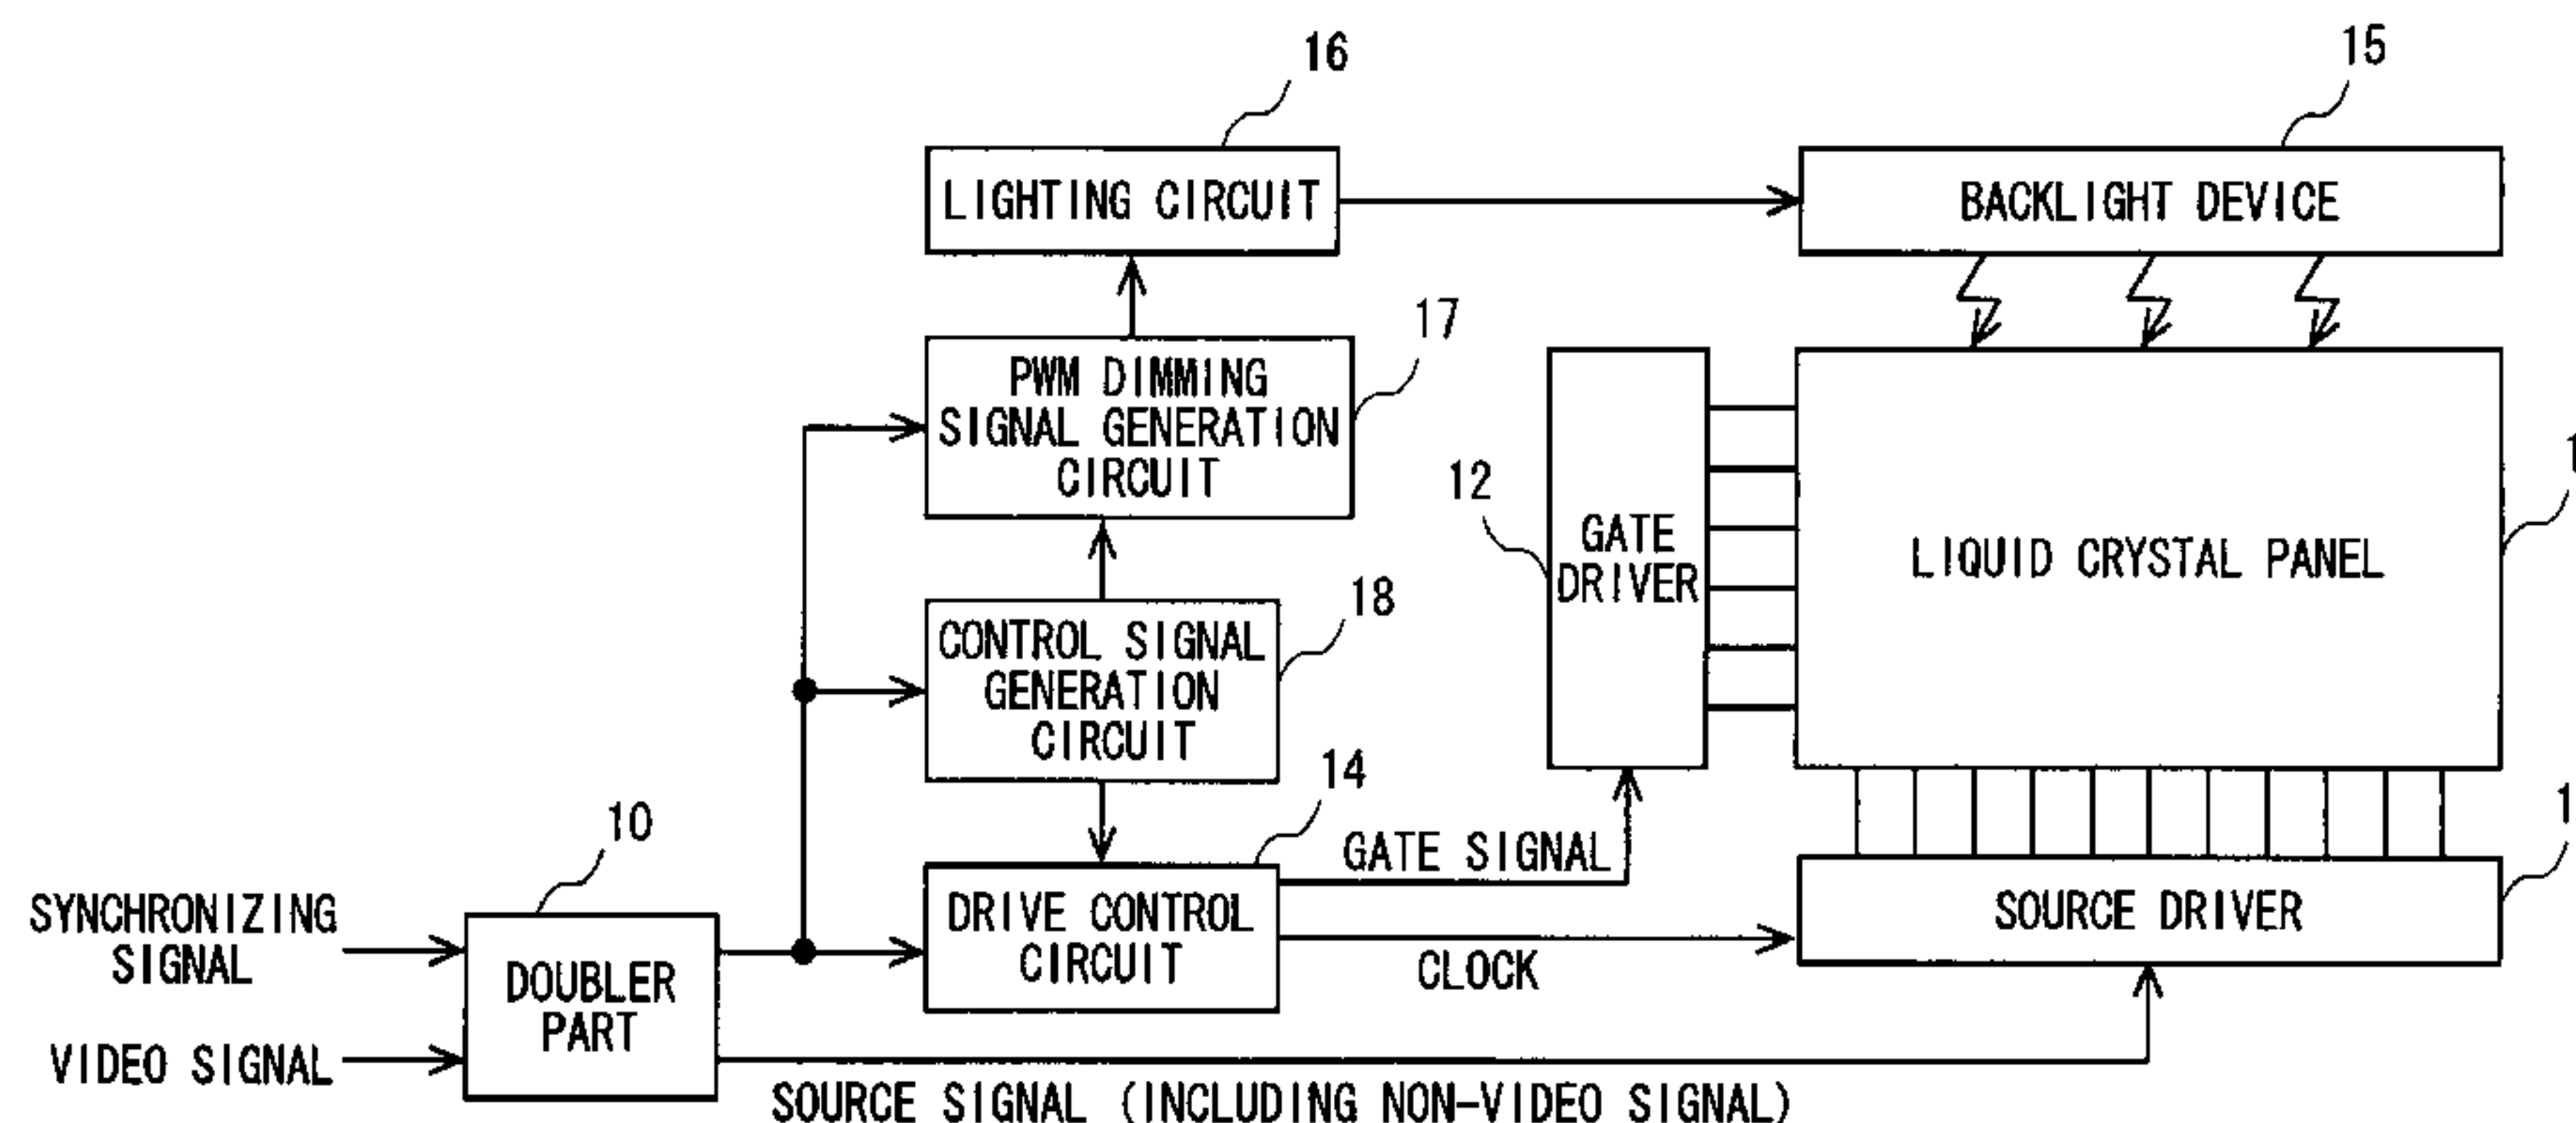 16
15
LIGHTING CIRCUIT
BACKLIGHT DEVICE
17
PWM DIMMING
SIGNAL GENERATION
CIRCUIT
12
GATE
DRIVER
LIQUID CRYSTAL PANEL
18
CONTROL SIGNAL
GENERATION
CIRCUIT
14
10
GATE SIGNAL
SYNCHRONIZING
SIGNAL
DRIVE CONTROL
CIRCUIT
SOURCE DRIVER
CLOCK
DOUBLER
PART
VIDEO SIGNAL
SOURCE SIGNAL (INCLUDING NON-VIDEO SIGNAL)